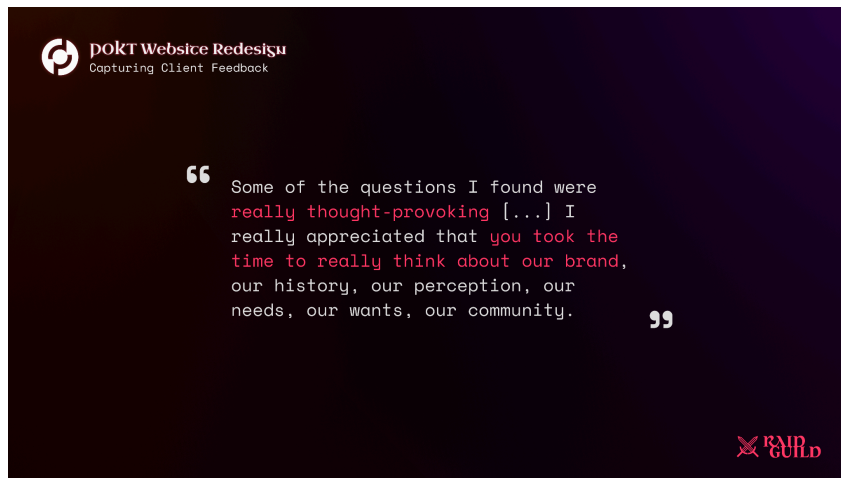 POKT Website Redesign
Capturing Client Feedback
“ Some of the questions I found were
really thought-provoking [...] I
really appreciated that you took the
time to really think about our brand,
our history, our perception, our
needs, our wants, our community. ”
RAID
GUILD